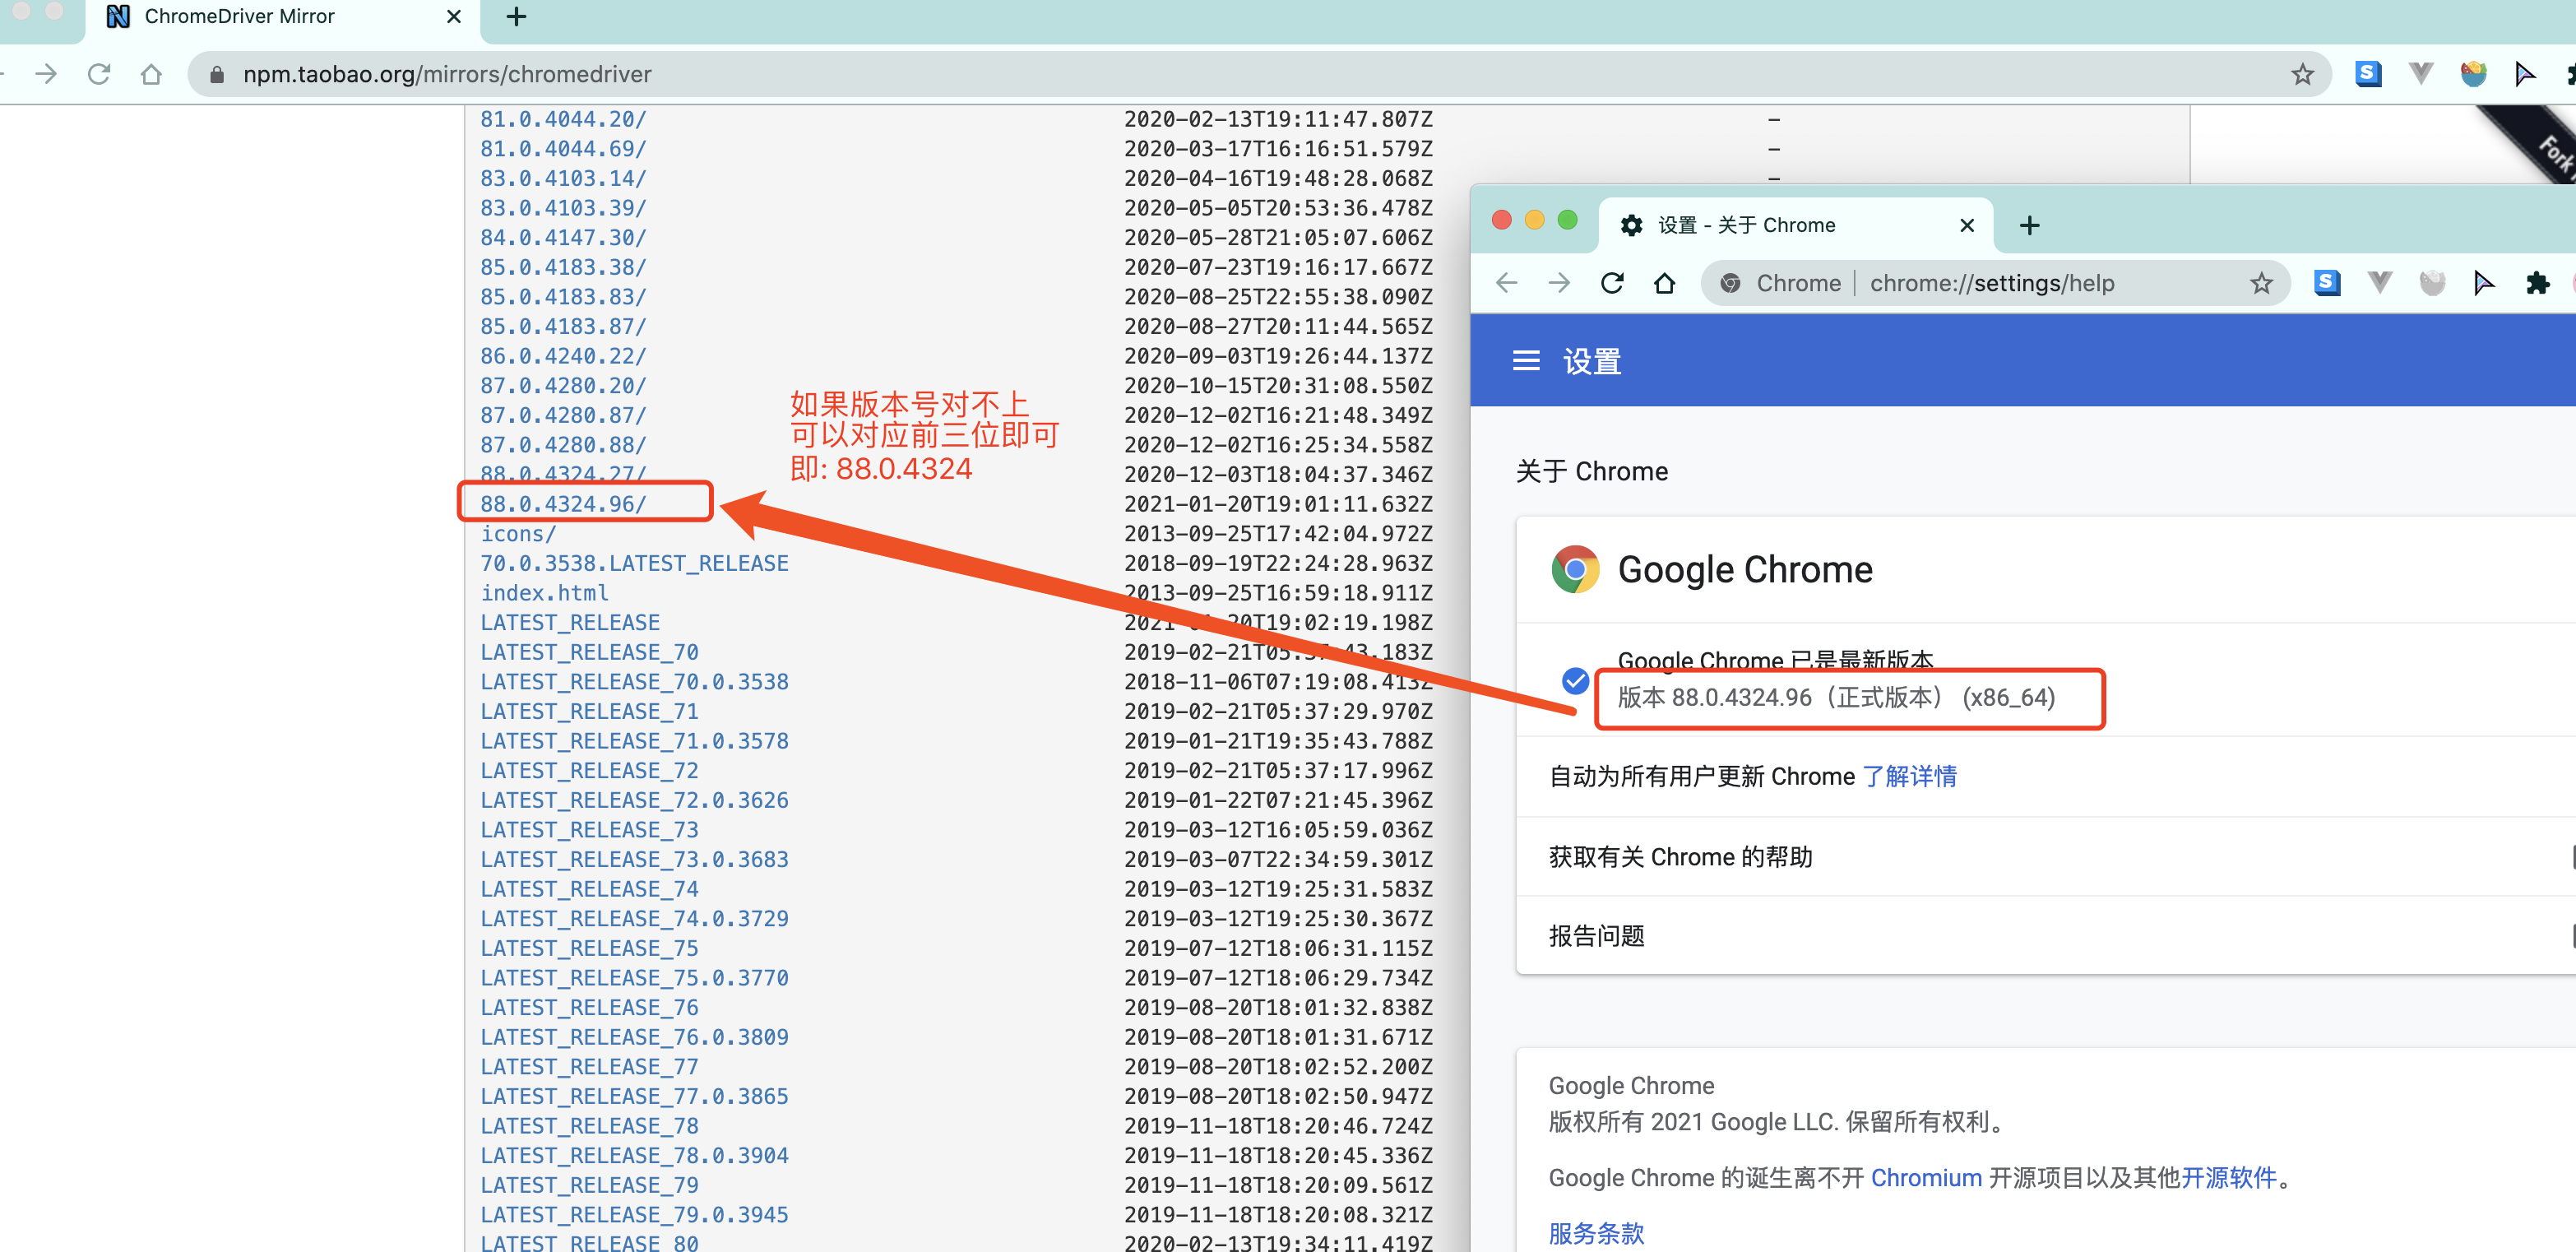 ChromeDriver Mirror
npm.taobao.org/mirrors/chromedriver
81.0.4044.20/ 2020-02-13T19:11:47.807Z -
81.0.4044.69/ 2020-03-17T16:16:51.579Z -
83.0.4103.14/ 2020-04-16T19:48:28.068Z -
83.0.4103.39/ 2020-05-05T20:53:36.478Z
84.0.4147.30/ 2020-05-28T21:05:07.606Z
85.0.4183.38/ 2020-07-23T19:16:17.667Z
85.0.4183.83/ 2020-08-25T22:55:38.090Z
85.0.4183.87/ 2020-08-27T20:11:44.565Z
86.0.4240.22/ 2020-09-03T19:26:44.137Z
87.0.4280.20/ 2020-10-15T20:31:08.550Z
87.0.4280.87/ 2020-12-02T16:21:48.349Z
87.0.4280.88/ 2020-12-02T16:25:34.558Z
88.0.4324.27/ 2020-12-03T18:04:37.346Z
88.0.4324.96/ 2021-01-20T19:01:11.632Z
icons/ 2013-09-25T17:42:04.972Z
70.0.3538.LATEST_RELEASE 2018-09-19T22:24:28.963Z
index.html 2013-09-25T16:59:18.911Z
LATEST_RELEASE 2021-01-20T19:02:19.198Z
LATEST_RELEASE_70 2019-02-21T05:37:43.183Z
LATEST_RELEASE_70.0.3538 2018-11-06T07:19:08.413Z
LATEST_RELEASE_71 2019-02-21T05:37:29.970Z
LATEST_RELEASE_71.0.3578 2019-01-21T19:35:43.788Z
LATEST_RELEASE_72 2019-02-21T05:37:17.996Z
LATEST_RELEASE_72.0.3626 2019-01-22T07:21:45.396Z
LATEST_RELEASE_73 2019-03-12T16:05:59.036Z
LATEST_RELEASE_73.0.3683 2019-03-07T22:34:59.301Z
LATEST_RELEASE_74 2019-03-12T19:25:31.583Z
LATEST_RELEASE_74.0.3729 2019-03-12T19:25:30.367Z
LATEST_RELEASE_75 2019-07-12T18:06:31.115Z
LATEST_RELEASE_75.0.3770 2019-07-12T18:06:29.734Z
LATEST_RELEASE_76 2019-08-20T18:01:32.838Z
LATEST_RELEASE_76.0.3809 2019-08-20T18:01:31.671Z
LATEST_RELEASE_77 2019-08-20T18:02:52.200Z
LATEST_RELEASE_77.0.3865 2019-08-20T18:02:50.947Z
LATEST_RELEASE_78 2019-11-18T18:20:46.724Z
LATEST_RELEASE_78.0.3904 2019-11-18T18:20:45.336Z
LATEST_RELEASE_79 2019-11-18T18:20:09.561Z
LATEST_RELEASE_79.0.3945 2019-11-18T18:20:08.321Z
LATEST_RELEASE_80 2020-02-13T19:34:11.419Z
如果版本号对不上
可以对应前三位即可
即: 88.0.4324
Fork
设置 - 关于 Chrome
Chrome | chrome://settings/help
设置
关于 Chrome
Google Chrome
Google Chrome 已是最新版本
版本 88.0.4324.96（正式版本） (x86_64)
自动为所有用户更新 Chrome 了解详情
获取有关 Chrome 的帮助
报告问题
Google Chrome
版权所有 2021 Google LLC. 保留所有权利。
Google Chrome 的诞生离不开 Chromium 开源项目以及其他开源软件。
服务条款